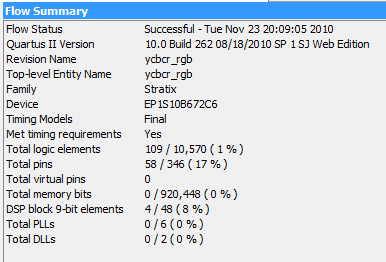 Flow Summary
Flow Status Successful - Tue Nov 23 20:09:05 2010
Quartus II Version 10.0 Build 262 08/18/2010 SP 1 SJ Web Edition
Revision Name ycbcr_rgb
Top-level Entity Name ycbcr_rgb
Family Stratix
Device EP1S10B672C6
Timing Models Final
Met timing requirements Yes
Total logic elements 109 / 10,570 ( 1 % )
Total pins 58 / 346 ( 17 % )
Total virtual pins 0
Total memory bits 0 / 920,448 ( 0 % )
DSP block 9-bit elements 4 / 48 ( 8 % )
Total PLLs 0 / 6 ( 0 % )
Total DLLs 0 / 2 ( 0 % )